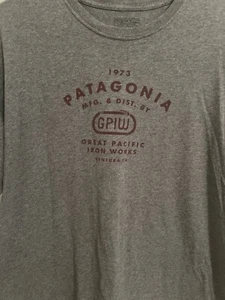 1973
PATAGONIA
MFG. & DIST. BY
GPIW
GREAT PACIFIC
IRON WORKS